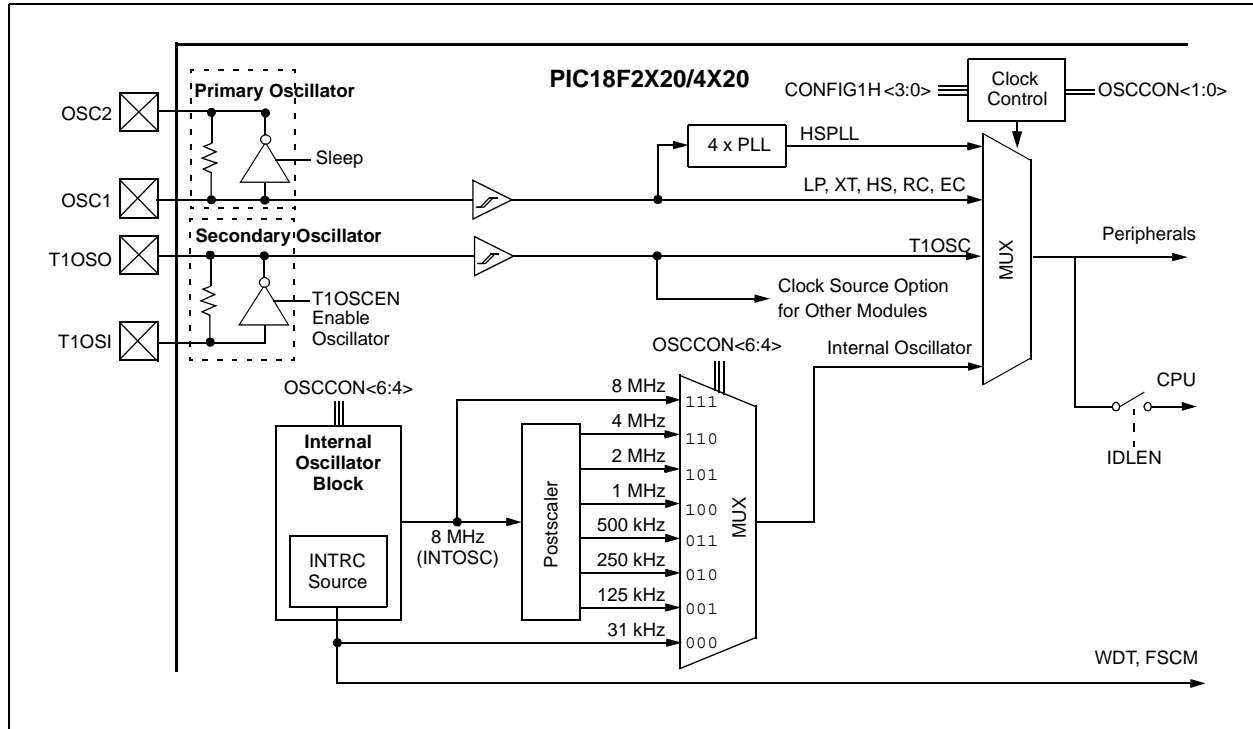 PIC18F2X20/4X20
Primary Oscillator
OSC2
Sleep
OSC1
Secondary Oscillator
T1OSO
T1OSCEN
Enable
Oscillator
T1OSI
CONFIG1H <3:0>
Clock
Control
OSCCON<1:0>
4 x PLL
HSPLL
LP, XT, HS, RC, EC
T1OSC
Clock Source Option
for Other Modules
Internal Oscillator
MUX
Peripherals
CPU
IDLEN
OSCCON<6:4>
Internal
Oscillator
Block
INTRC
Source
8 MHz
(INTOSC)
Postscaler
OSCCON<6:4>
8 MHz
111
4 MHz
110
2 MHz
101
1 MHz
100
500 kHz
011
250 kHz
010
125 kHz
001
31 kHz
000
MUX
WDT, FSCM